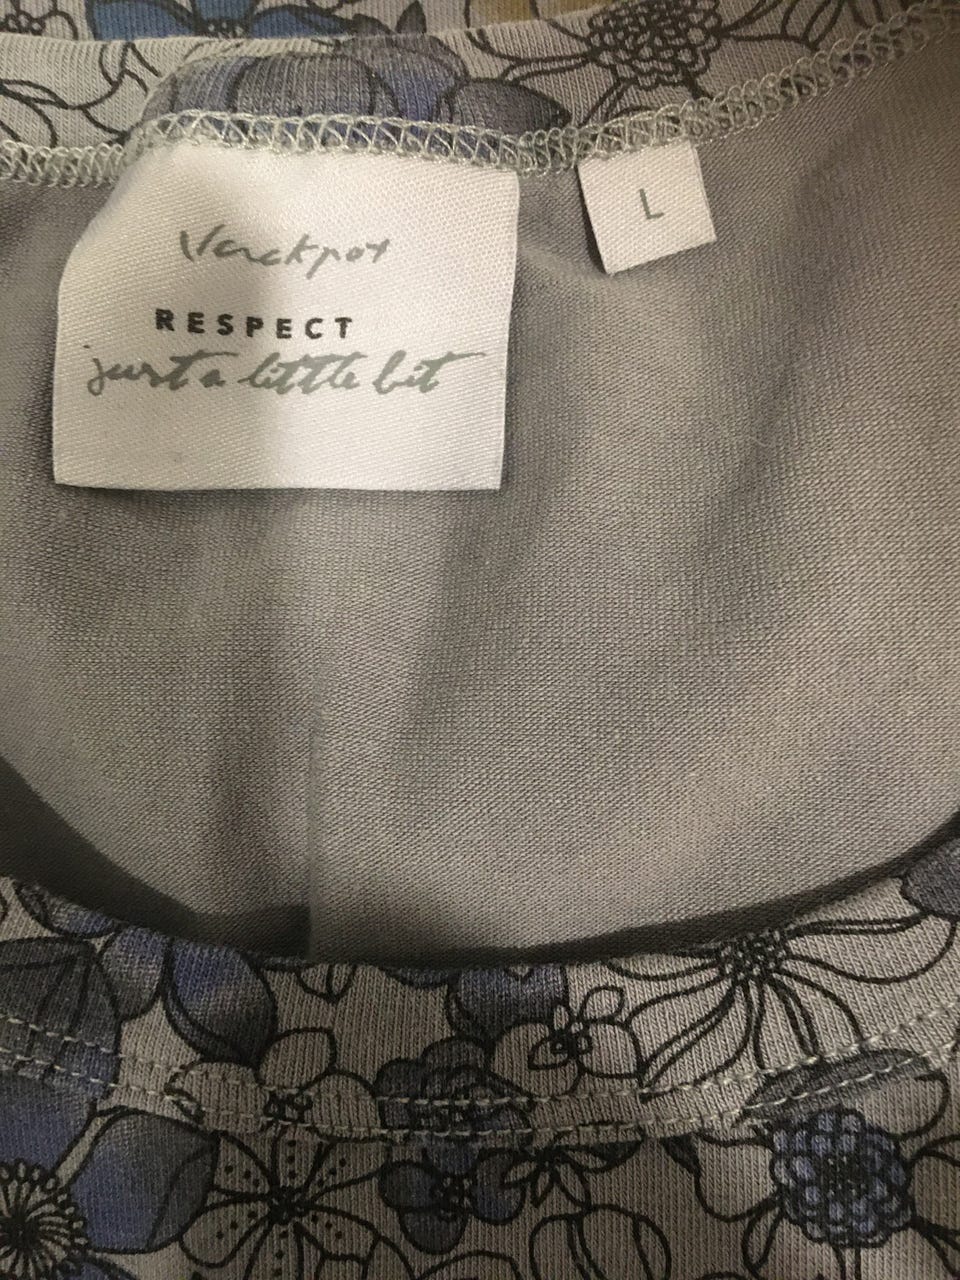 Jackpot
RESPECT
just a little bit
L